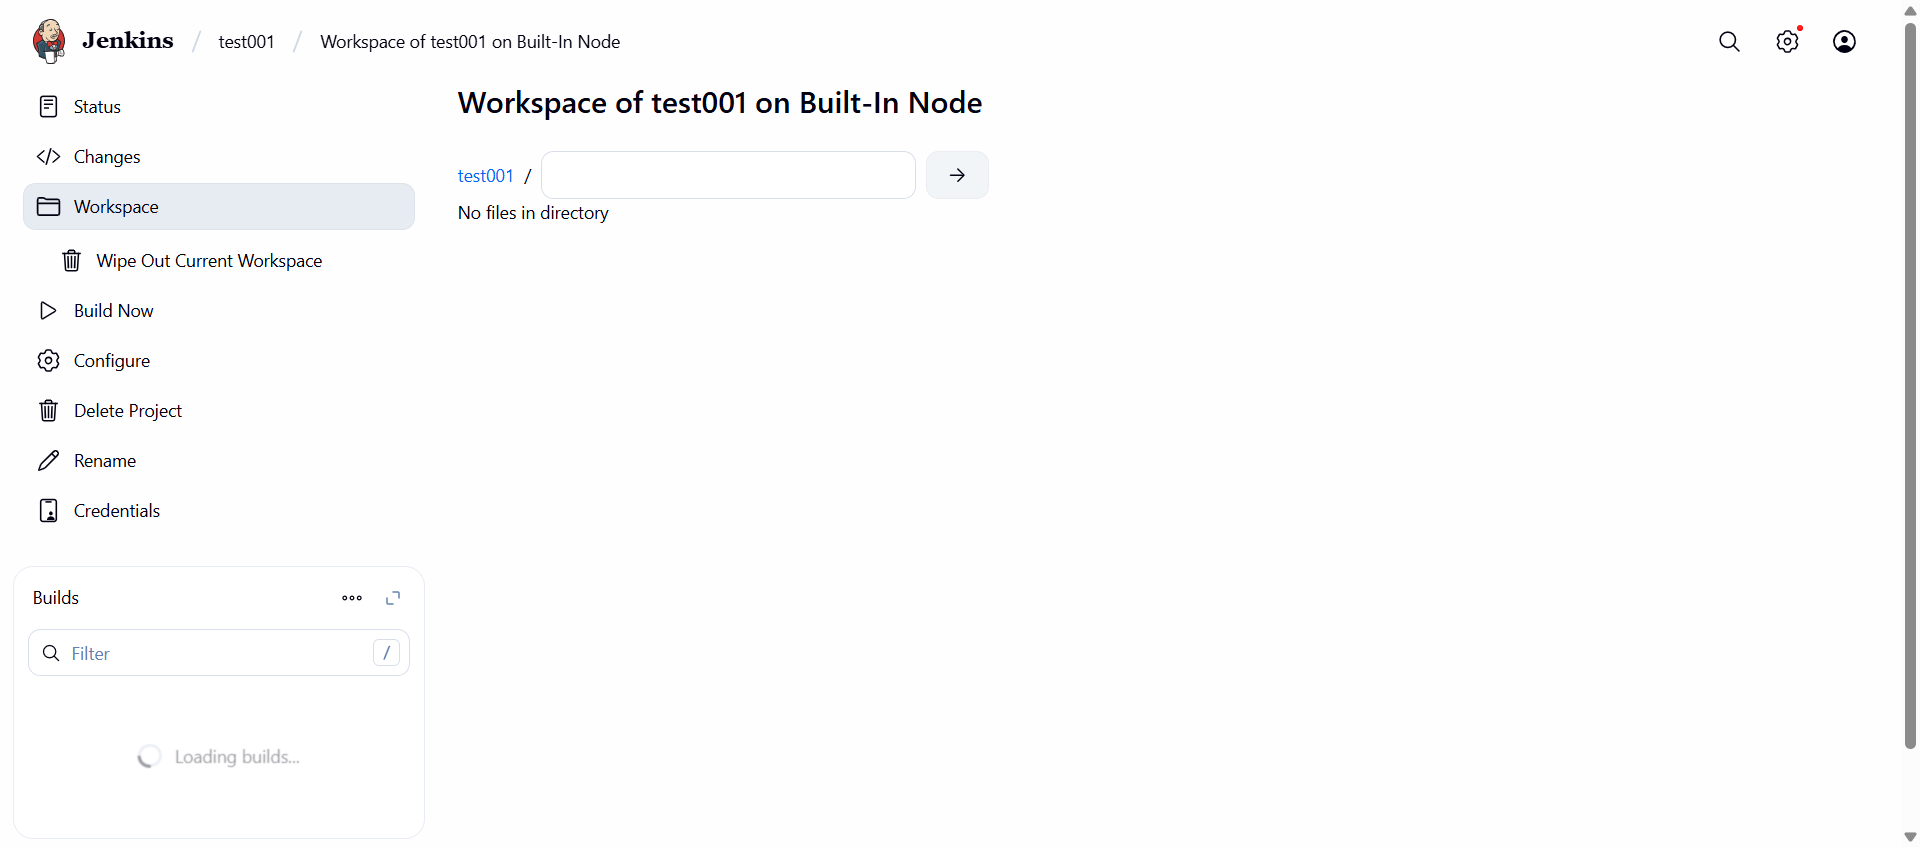 Jenkins / test001 / Workspace of test001 on Built-In Node
Status
Changes
Workspace
Wipe Out Current Workspace
Build Now
Configure
Delete Project
Rename
Credentials
Builds
Filter /
Loading builds...
Workspace of test001 on Built-In Node
test001 /
No files in directory